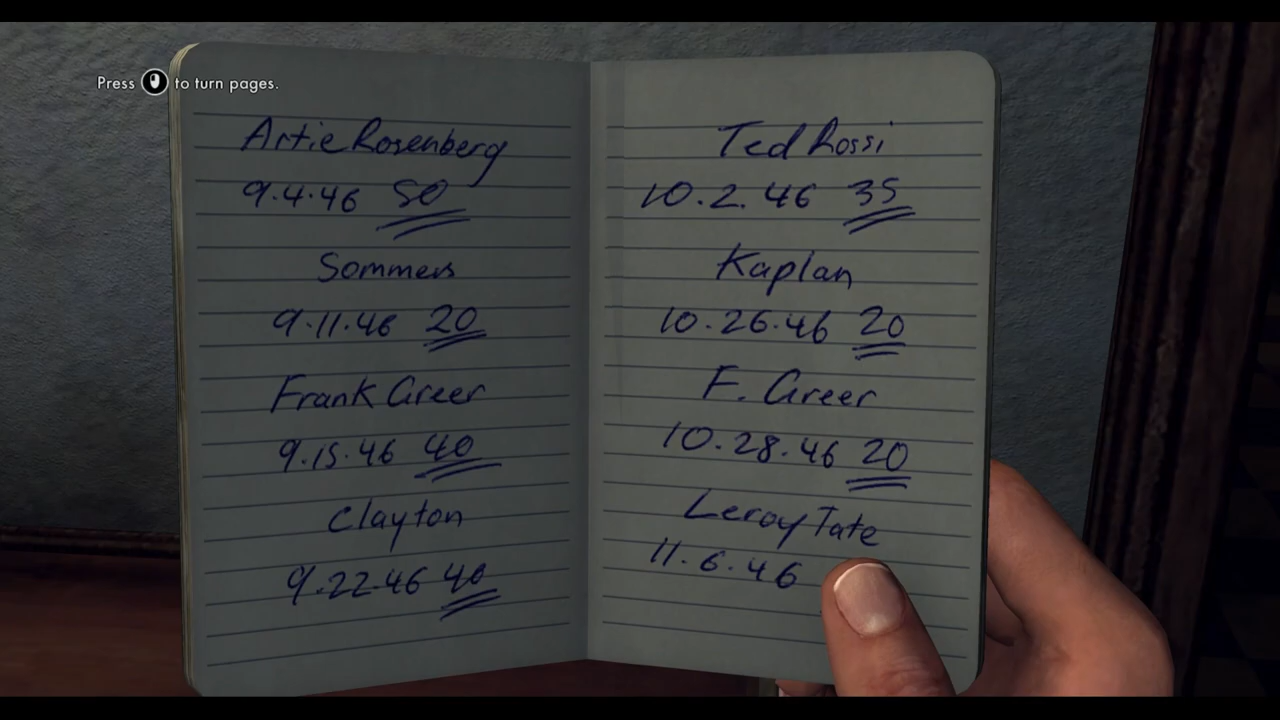 Press to turn pages.
Artie Rosenberg
9.4.46 50
Sommers
9.11.46 20
Frank Greer
9.15.46 40
Clayton
9.22.46 40
Ted Rossi
10.2.46 35
Kaplan
10.26.46 20
F. Greer
10.28.46 20
Leroy Tate
11.6.46